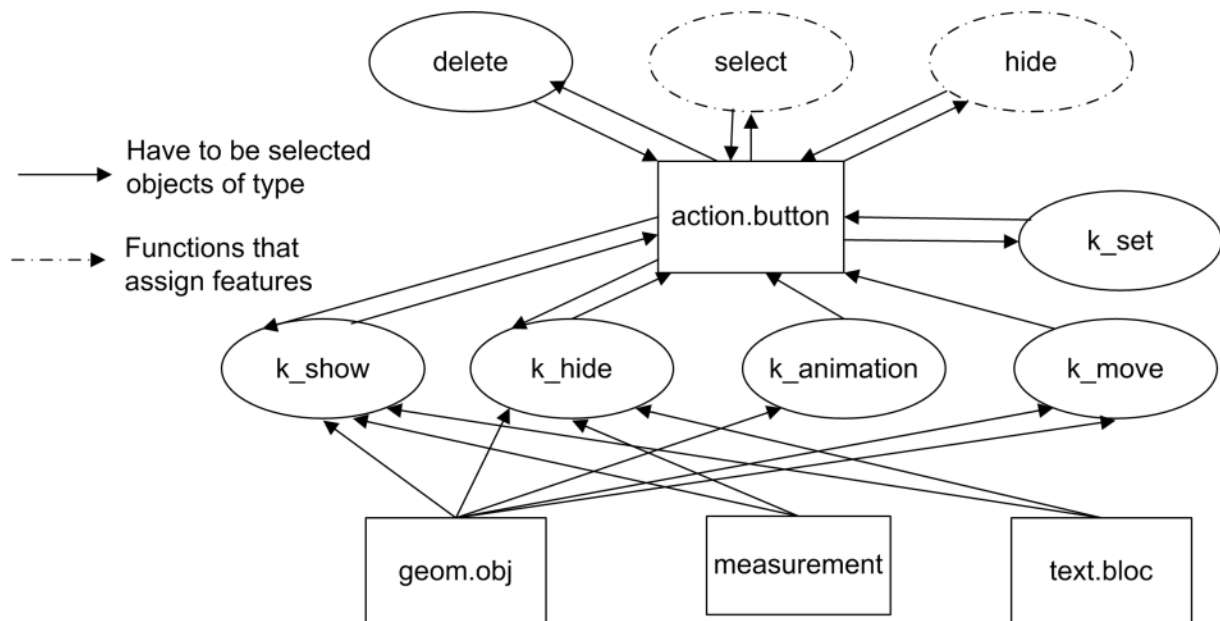 delete
select
hide
Have to be selected
objects of type
action.button
k_set
Functions that
assign features
k_show
k_hide
k_animation
k_move
geom.obj
measurement
text.bloc